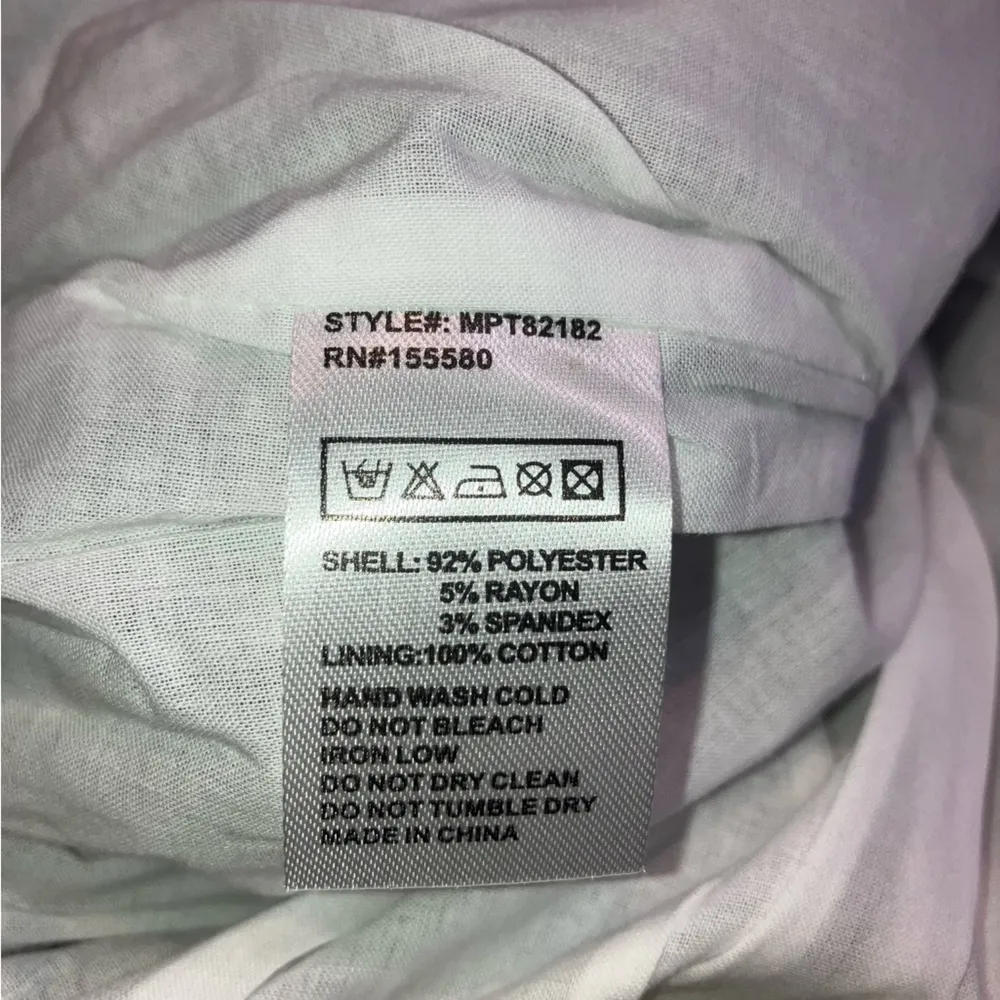 STYLE#: MPT82182
RN#155580
SHELL: 92% POLYESTER
5% RAYON
3% SPANDEX
LINING:100% COTTON
HAND WASH COLD
DO NOT BLEACH
IRON LOW
DO NOT DRY CLEAN
DO NOT TUMBLE DRY
MADE IN CHINA